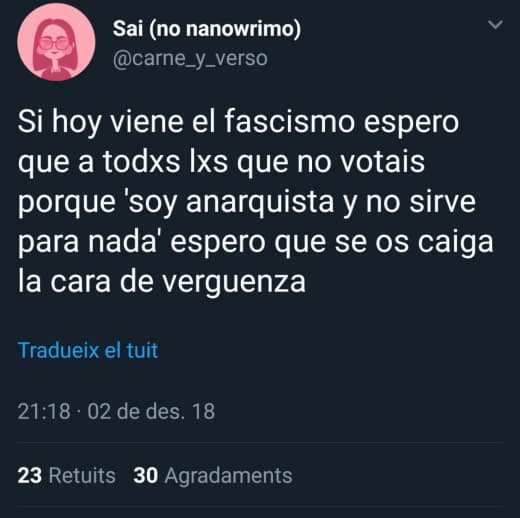 Sai (no nanowrimo)
@carne_y_verso
Si hoy viene el fascismo espero
que a todxs lxs que no votais
porque 'soy anarquista y no sirve
para nada' espero que se os caiga
la cara de verguenza
Tradueix el tuit
21:18 · 02 de des. 18
23 Retuits 30 Agradaments